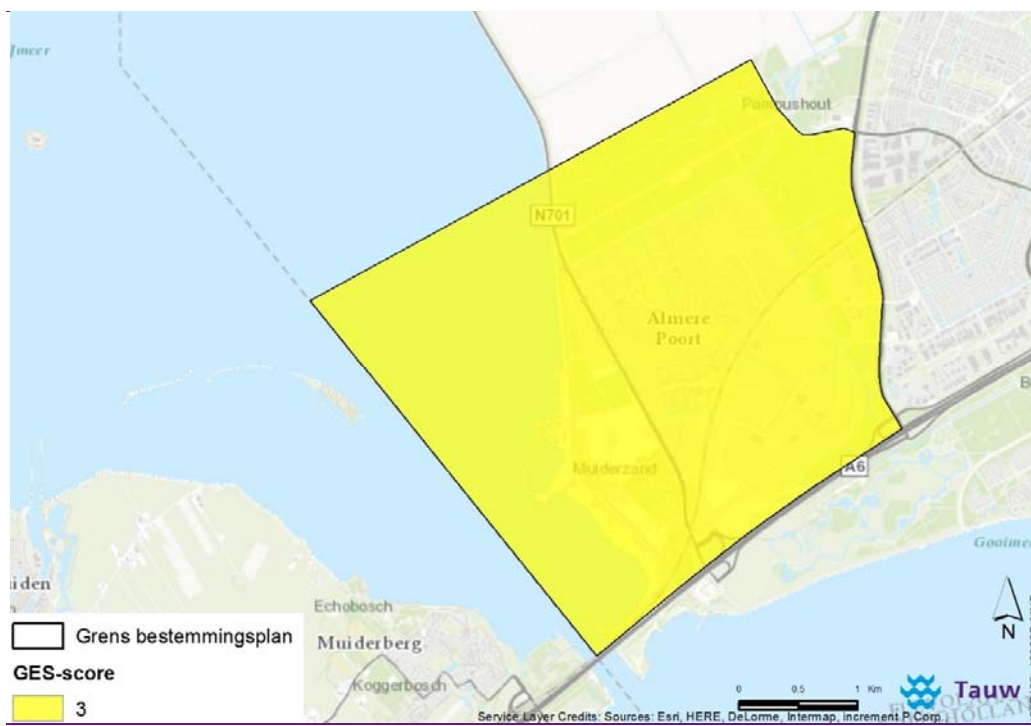 IJmeer
Pampushout
N701
Almere
Poort
Muiderzand
A6
Gooimee
iden
Echobosch
Muiderberg
Koggerbosch
Grens bestemmingsplan
GES-score
3
N
0 0.5 1 Km
Tauw
Service Layer Credits: Sources: Esri, HERE, DeLorme, Intermap, increment P Corp.